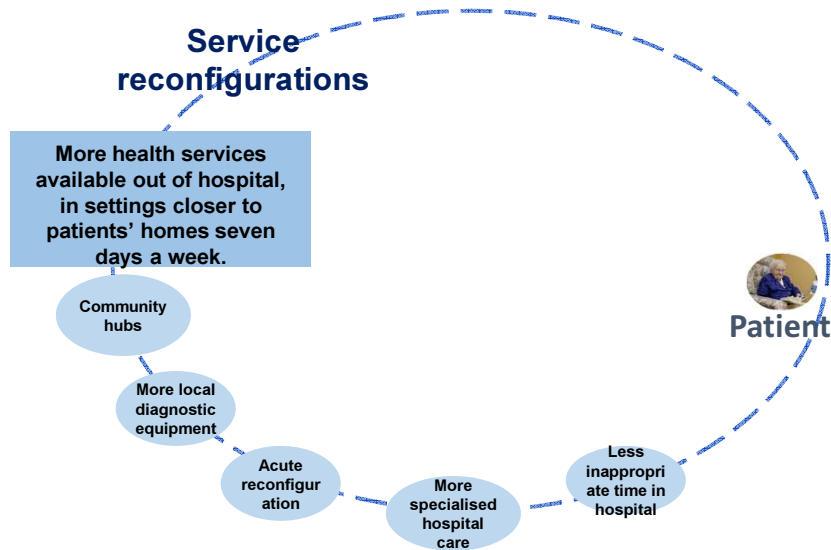 Service
reconfigurations
More health services
available out of hospital,
in settings closer to
patients’ homes seven
days a week.
Community
hubs
More local
diagnostic
equipment
Acute
reconfigur
ation
More
specialised
hospital
care
Less
inappropri
ate time in
hospital
Patient